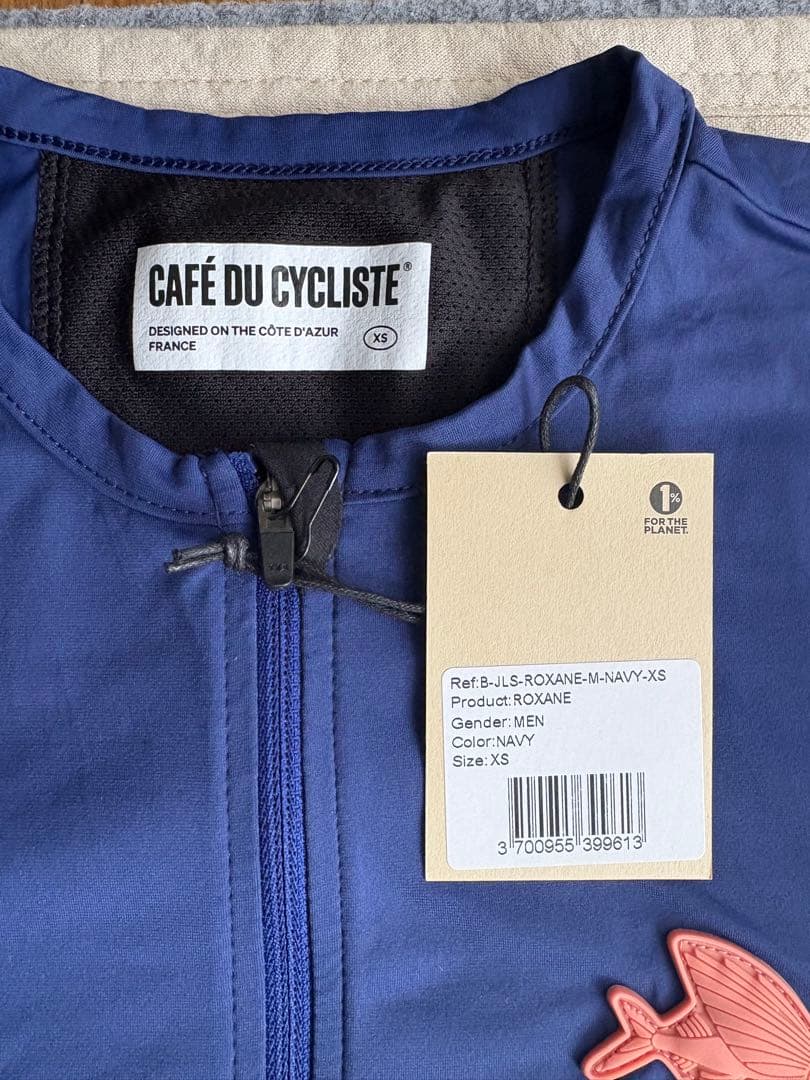 CAFÉ DU CYCLISTE®
DESIGNED ON THE CÔTE D'AZUR
FRANCE
XS
1%
FOR THE
PLANET.
Ref:B-JLS-ROXANE-M-NAVY-XS
Product:ROXANE
Gender:MEN
Color:NAVY
Size:XS
3 700955 399613